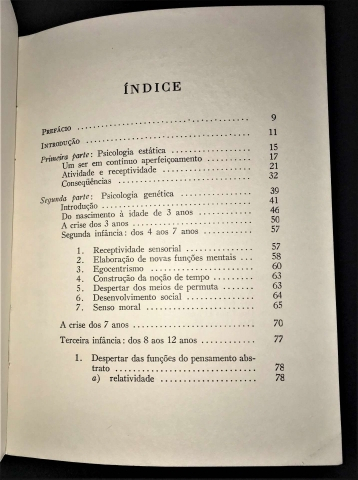 ÍNDICE
PREFÁCIO ........ 9
INTRODUÇÃO ........ 11
Primeira parte: Psicologia estática ........ 15
Um ser em contínuo aperfeiçoamento ........ 17
Atividade e receptividade ........ 21
Conseqüências ........ 32
Segunda parte: Psicologia genética ........ 39
Introdução ........ 41
Do nascimento à idade de 3 anos ........ 46
A crise dos 3 anos ........ 50
Segunda infância: dos 4 aos 7 anos ........ 57
1. Receptividade sensorial ........ 57
2. Elaboração de novas funções mentais ... 58
3. Egocentrismo ........ 60
4. Construção da noção de tempo ........ 63
5. Despertar dos meios de permuta ........ 63
6. Desenvolvimento social ........ 64
7. Senso moral ........ 65
A crise dos 7 anos ........ 70
Terceira infância: dos 8 aos 12 anos ........ 77
1. Despertar das funções do pensamento abs-
trato ........ 78
a) relatividade ........ 78